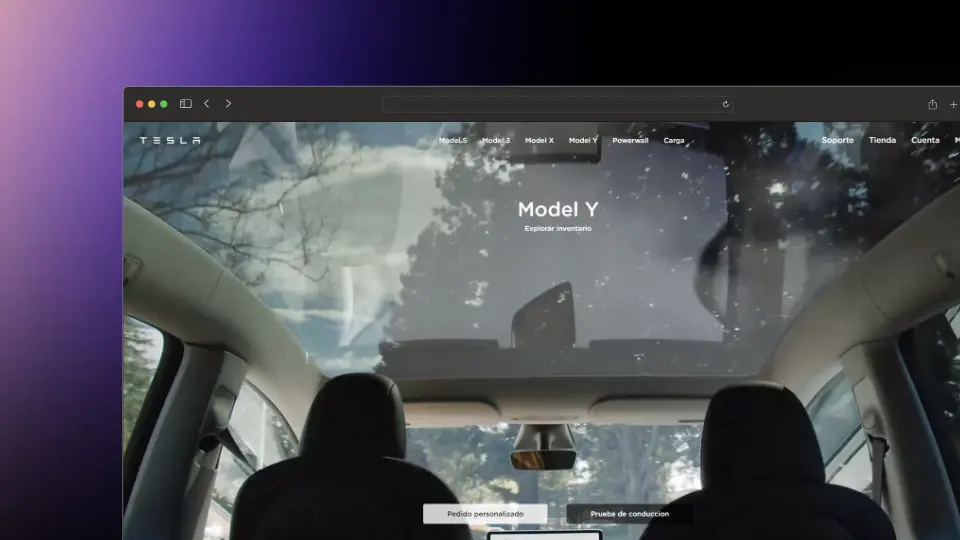 TESLA
Model S Model 3 Model X Model Y Powerwall Carga
Soporte Tienda Cuenta
Model Y
Explorar inventario
Pedido personalizado
Prueba de conduccion